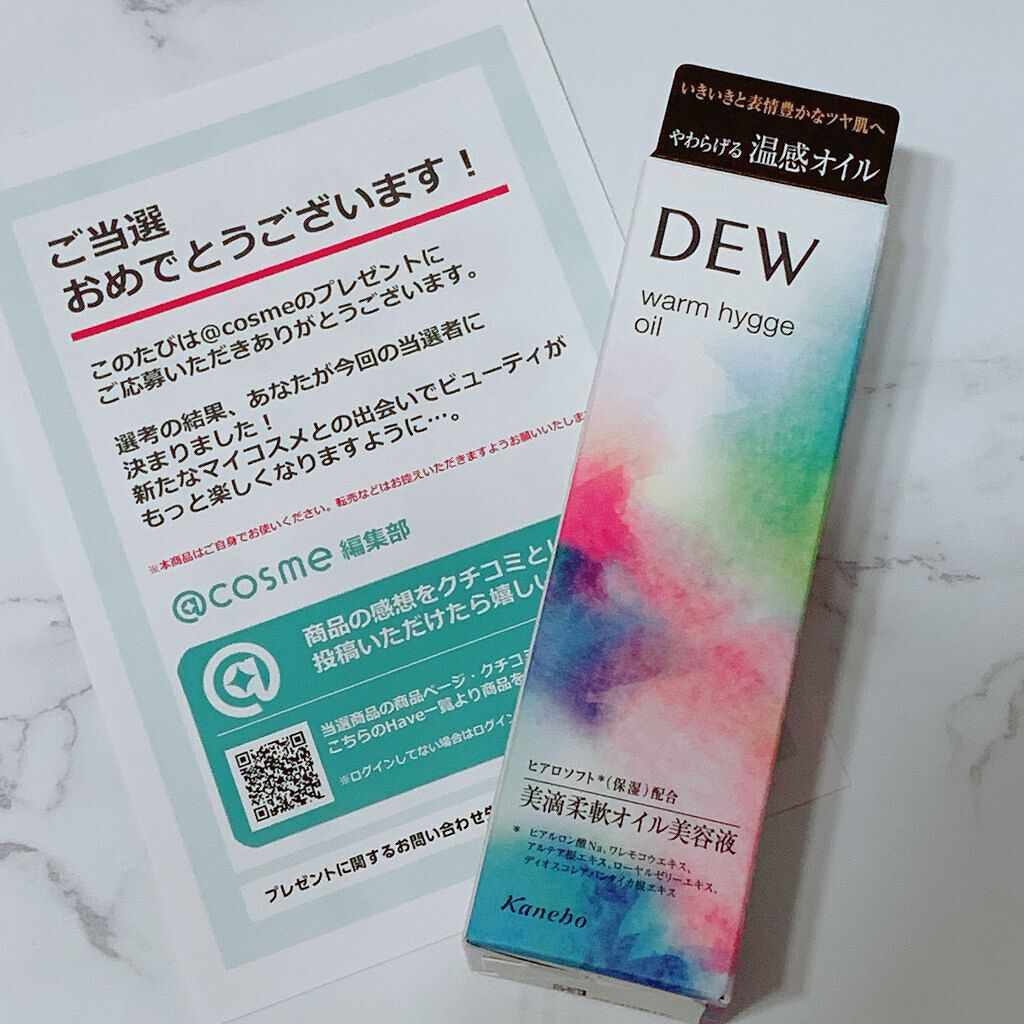 ご当選
おめでとうございます！
このたびは@cosmeのプレゼントに
ご応募いただきありがとうございます。
選考の結果、あなたが今回の当選者に
決まりました！
新たなマイコスメとの出会いでビューティが
もっと楽しくなりますように…。
※本商品はご自身でお使いください。転売などはお控えいただきますようお願いいたしま
@cosme 編集部
商品の感想をクチコミと
投稿いただけたら嬉しい
当選商品の商品ページ・クチコミ
こちらのHave一覧より商品を
※ログインしてない場合はログイン
プレゼントに関するお問い合わせ
いきいきと表情豊かなツヤ肌へ
やわらげる 温感オイル
DEW
warm hygge
oil
ヒアロソフト*(保湿)配合
美滴柔軟オイル美容液
* ヒアルロン酸Na、ワレモコウエキス、
アルテア根エキス、ローヤルゼリーエキス、
ディオスコレアバタタイカ根エキス
Kanebo